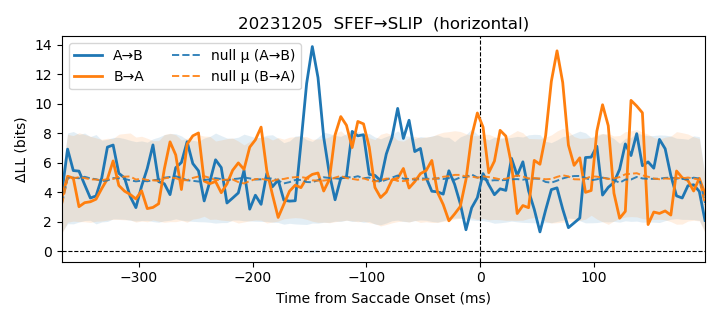 20231205  SFEF→SLIP  (horizontal)
A→B
B→A
null μ (A→B)
null μ (B→A)
ΔLL (bits)
14
12
10
8
6
4
2
0
−300
−200
−100
0
100
Time from Saccade Onset (ms)